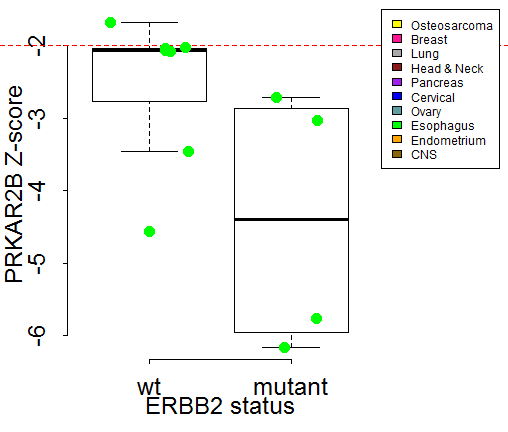 PRKAR2B Z-score
-2
-3
-4
-5
-6
wt
mutant
ERBB2 status
Osteosarcoma
Breast
Lung
Head & Neck
Pancreas
Cervical
Ovary
Esophagus
Endometrium
CNS